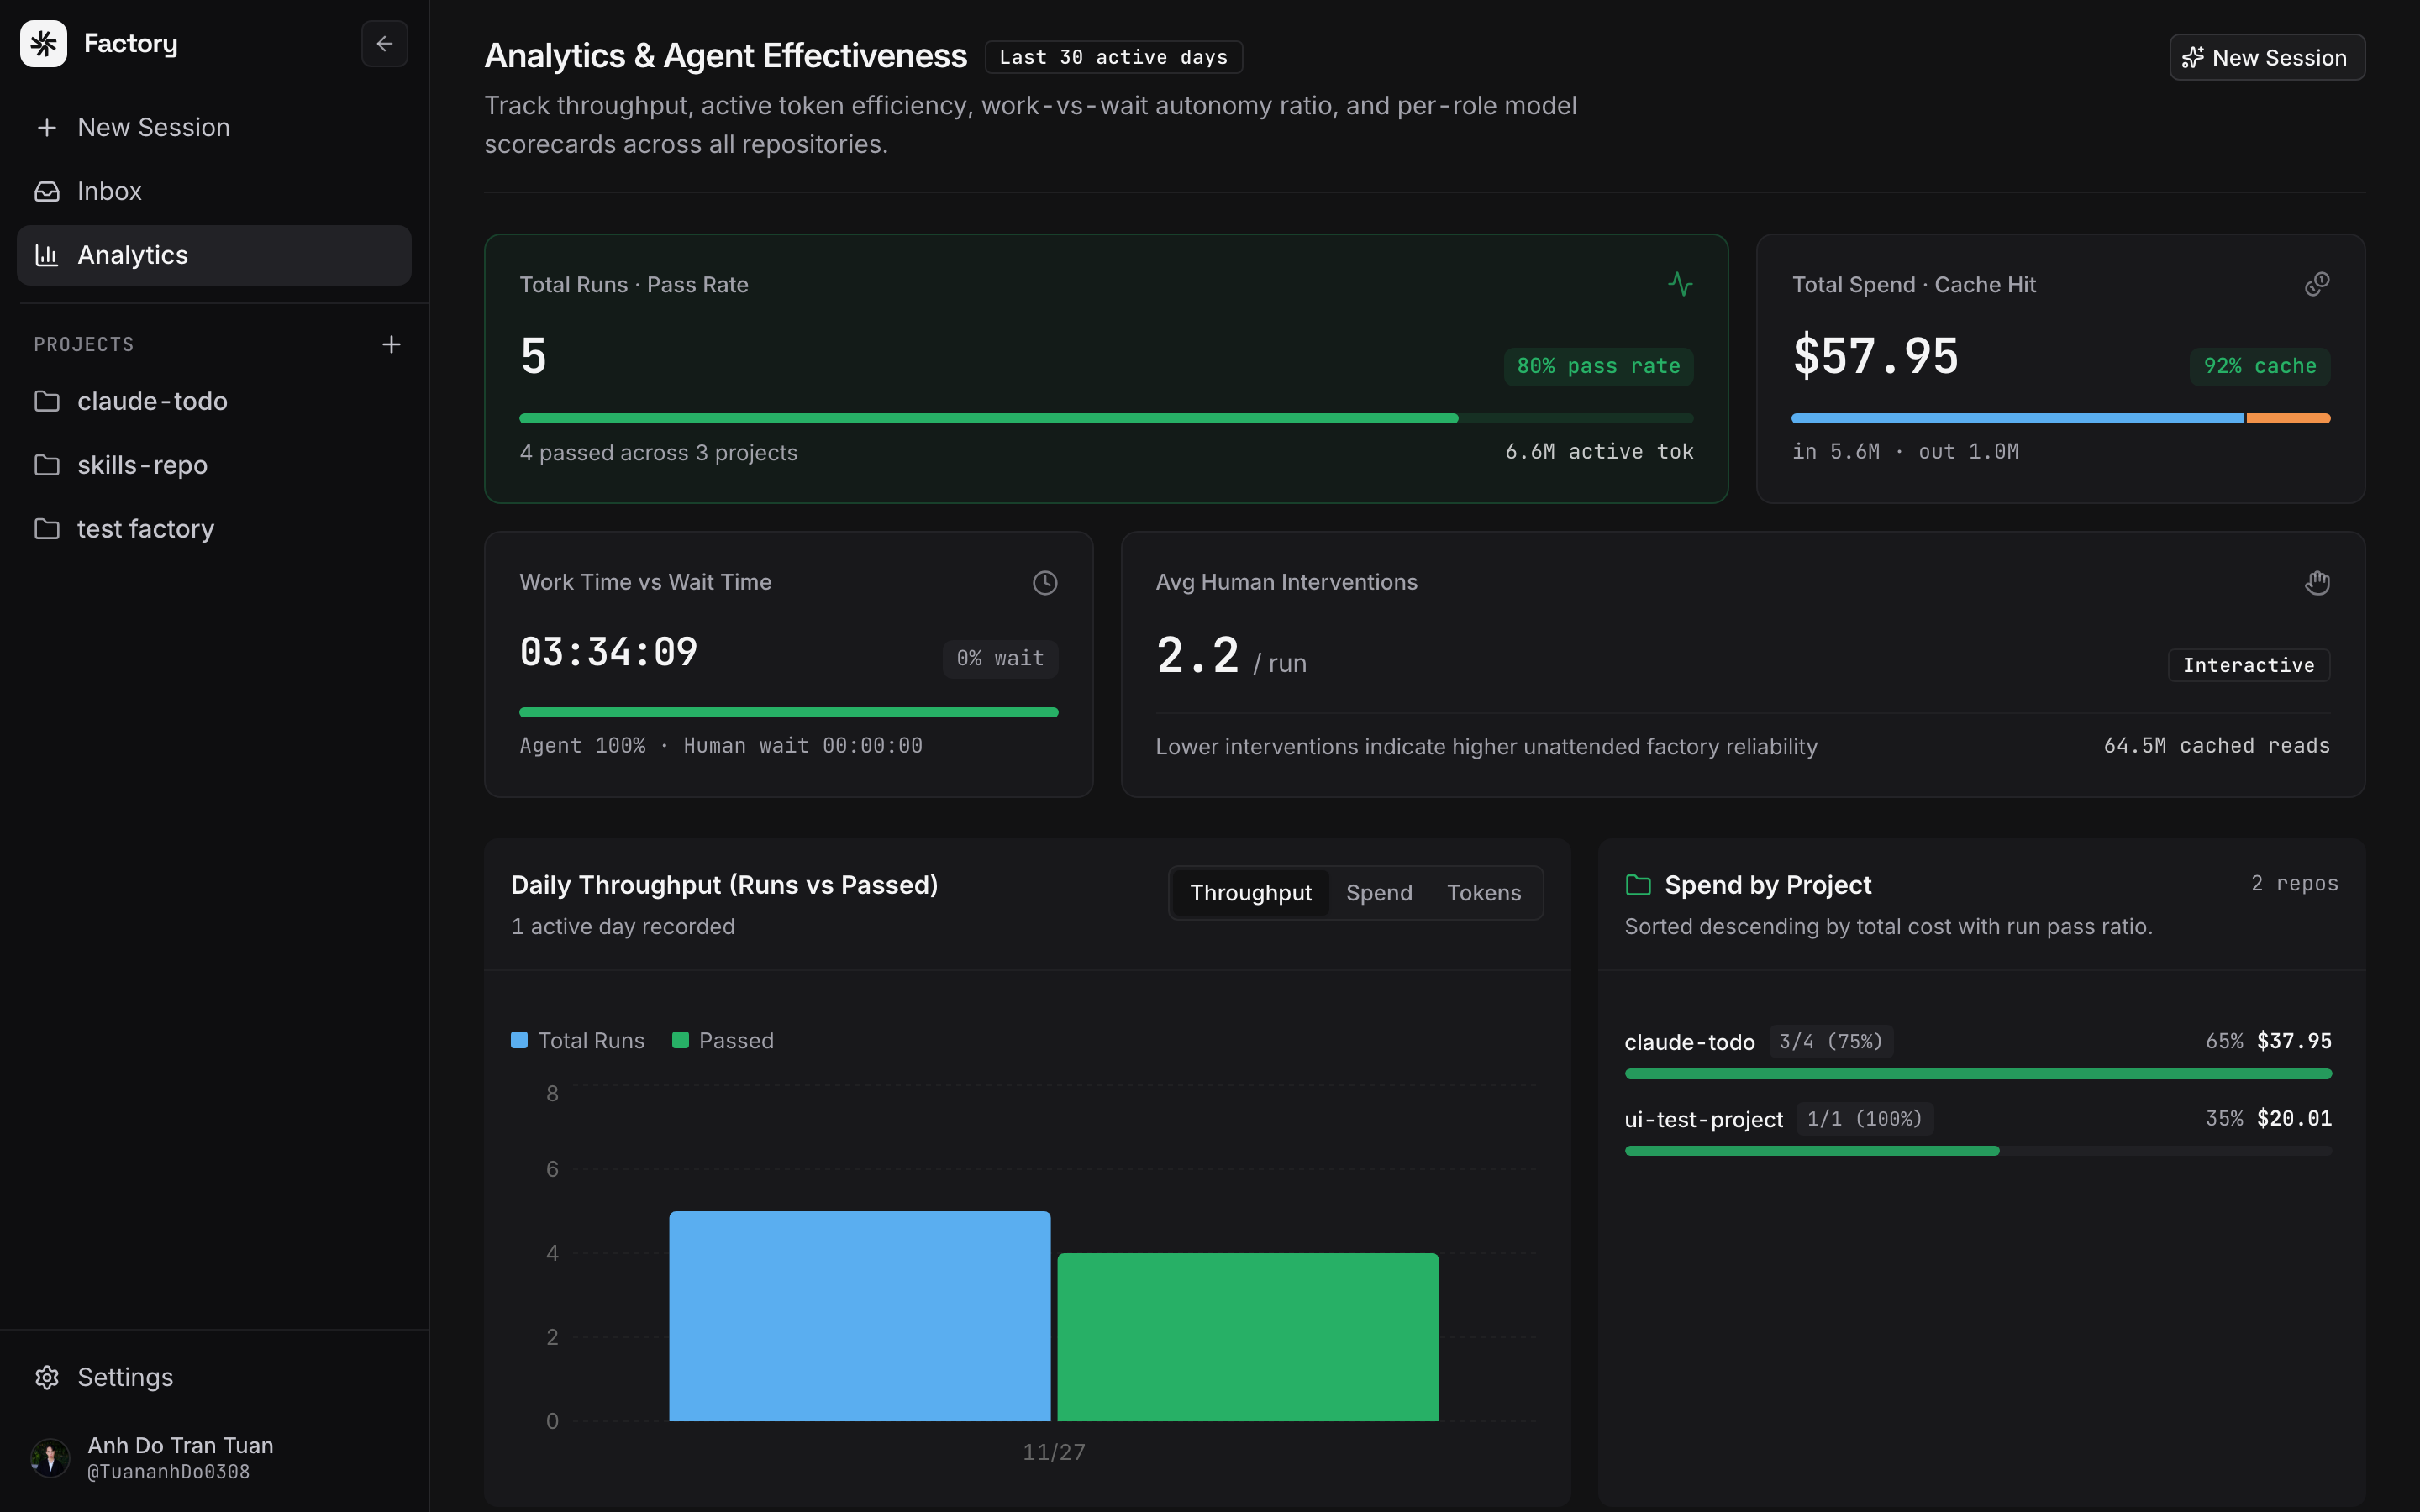 Factory
New Session
Inbox
Analytics
PROJECTS
claude-todo
skills-repo
test factory
Settings
Anh Do Tran Tuan
@TuananhDo0308
Analytics & Agent Effectiveness
Last 30 active days
New Session
Track throughput, active token efficiency, work-vs-wait autonomy ratio, and per-role model
scorecards across all repositories.
Total Runs · Pass Rate
5
80% pass rate
4 passed across 3 projects
6.6M active tok
Total Spend · Cache Hit
$57.95
92% cache
in 5.6M · out 1.0M
Work Time vs Wait Time
03:34:09
0% wait
Agent 100% · Human wait 00:00:00
Avg Human Interventions
2.2 / run
Interactive
Lower interventions indicate higher unattended factory reliability
64.5M cached reads
Daily Throughput (Runs vs Passed)
1 active day recorded
Throughput Spend Tokens
Total Runs Passed
8
6
4
2
0
11/27
Spend by Project
2 repos
Sorted descending by total cost with run pass ratio.
claude-todo 3/4 (75%) 65% $37.95
ui-test-project 1/1 (100%) 35% $20.01